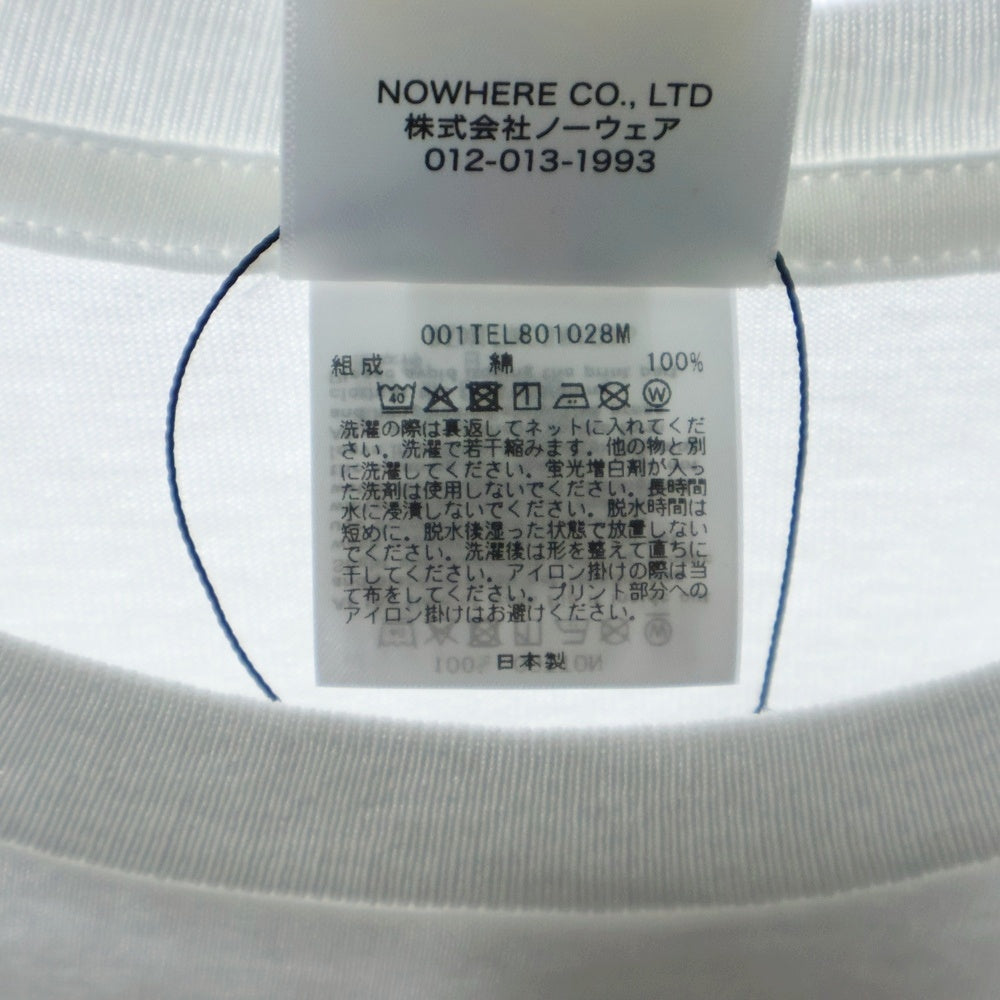 NOWHERE CO., LTD
株式会社ノーウェア
012-013-1993
001TEL801028M
組成 綿 100%
40 W
洗濯の際は裏返してネットに入れてくだ
さい。洗濯で若干縮みます。他の物と別
に洗濯してください。蛍光増白剤が入っ
た洗剤は使用しないでください。長時間
水に浸漬しないでください。脱水時間は
短めに。脱水後湿った状態で放置しない
でください。洗濯後は形を整えて直ちに
干してください。アイロン掛けの際は当
て布をしてください。プリント部分への
アイロン掛けはお避けください。
日本製